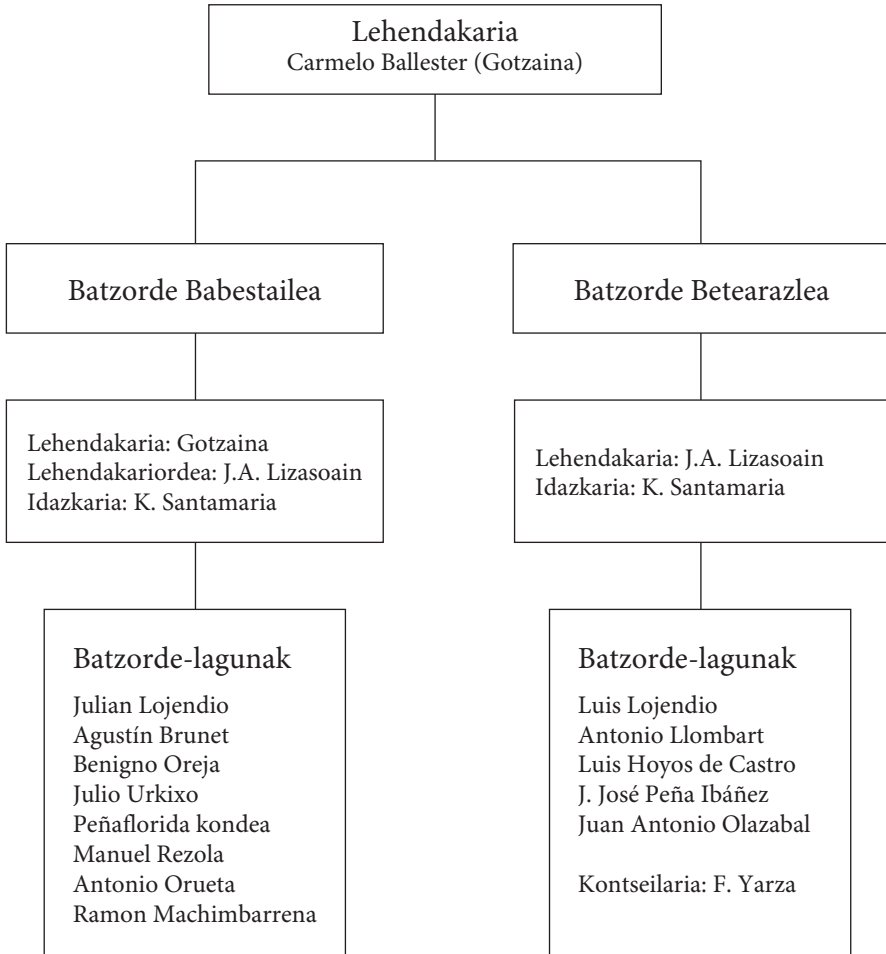 Lehendakaria
Carmelo Ballester (Gotzaina)
Batzorde Babestailea
Lehendakaria: Gotzaina
Lehendakariordea: J.A. Lizasoain
Idazkaria: K. Santamaria
Batzorde-lagunak
Julian Lojendio
Agustín Brunet
Benigno Oreja
Julio Urkixo
Peñaflorida kondea
Manuel Rezola
Antonio Orueta
Ramon Machimbarrena
Batzorde Betearazlea
Lehendakaria: J.A. Lizasoain
Idazkaria: K. Santamaria
Batzorde-lagunak
Luis Lojendio
Antonio Llombart
Luis Hoyos de Castro
J. José Peña Ibáñez
Juan Antonio Olazabal
Kontseilaria: F. Yarza